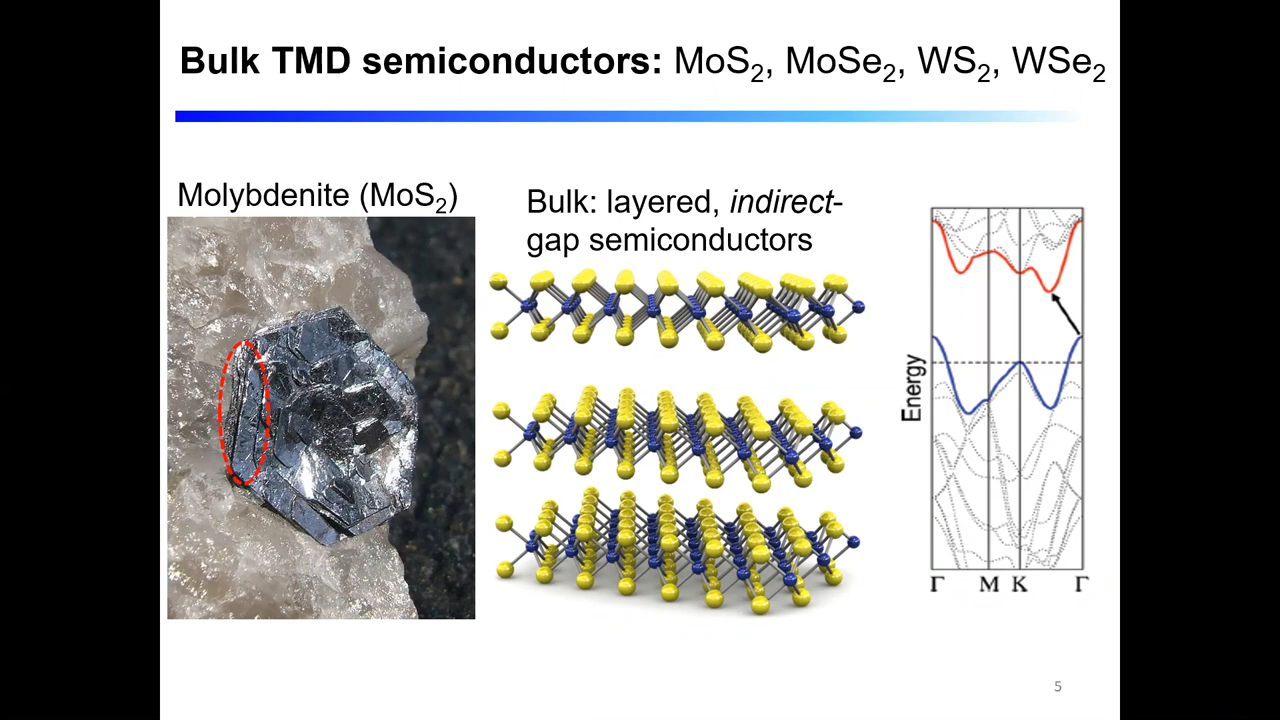 Bulk TMD semiconductors: MoS₂, MoSe₂, WS₂, WSe₂
Molybdenite (MoS₂)
Bulk: layered, indirect-
gap semiconductors
Energy
Γ M K Γ
5